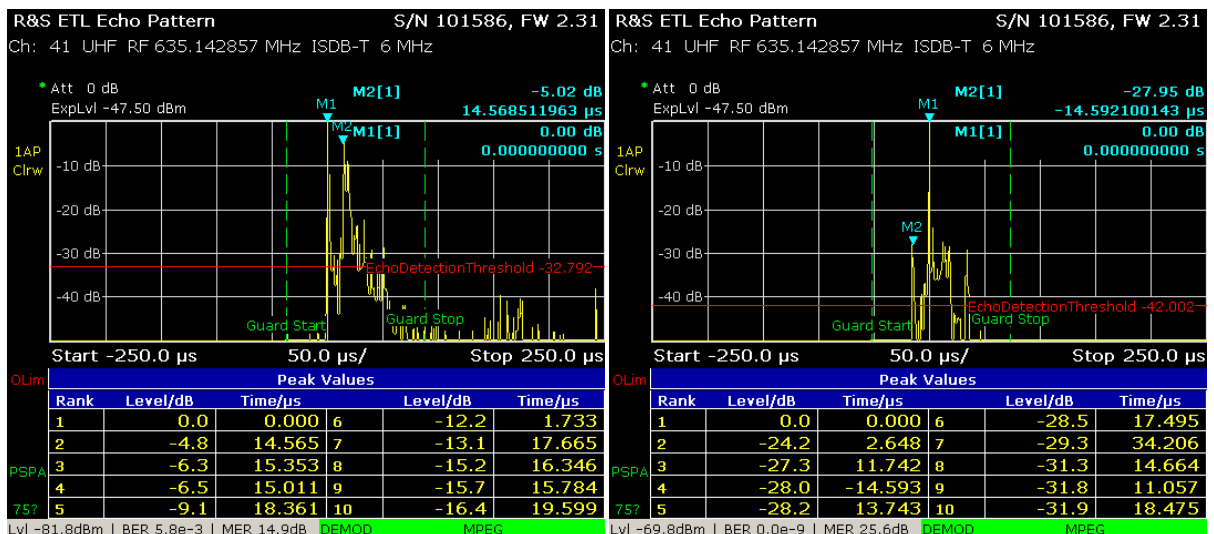 R&S ETL Echo Pattern S/N 101586, FW 2.31
Ch: 41 UHF RF 635.142857 MHz ISDB-T 6 MHz
* Att 0 dB
ExpLvl -47.50 dBm
M2[1] -5.02 dB
14.568511963 µs
M1
M2
M1[1] 0.00 dB
0.000000000 s
1AP
Clrw
-10 dB
-20 dB
-30 dB
EchoDetectionThreshold -32.792
-40 dB
Guard Start
Guard Stop
Start -250.0 µs 50.0 µs/ Stop 250.0 µs
OLim
Peak Values
Rank Level/dB Time/µs Level/dB Time/µs
1 0.0 0.000 6 -12.2 1.733
2 -4.8 14.565 7 -13.1 17.665
PSPA
3 -6.3 15.353 8 -15.2 16.346
4 -6.5 15.011 9 -15.7 15.784
75?
5 -9.1 18.361 10 -16.4 19.599
Lvl -81.8dBm | BER 5.8e-3 | MER 14.9dB DEMOD MPEG
R&S ETL Echo Pattern S/N 101586, FW 2.31
Ch: 41 UHF RF 635.142857 MHz ISDB-T 6 MHz
* Att 0 dB
ExpLvl -47.50 dBm
M2[1] -27.95 dB
-14.592100143 µs
M1
M1[1] 0.00 dB
0.000000000 s
1AP
Clrw
-10 dB
-20 dB
M2
-30 dB
-40 dB
EchoDetectionThreshold -42.002
Guard Start
Guard Stop
Start -250.0 µs 50.0 µs/ Stop 250.0 µs
OLim
Peak Values
Rank Level/dB Time/µs Level/dB Time/µs
1 0.0 0.000 6 -28.5 17.495
2 -24.2 2.648 7 -29.3 34.206
PSPA
3 -27.3 11.742 8 -31.3 14.664
4 -28.0 -14.593 9 -31.8 11.057
75?
5 -28.2 13.743 10 -31.9 18.475
Lvl -69.8dBm | BER 0.0e-9 | MER 25.6dB DEMOD MPEG